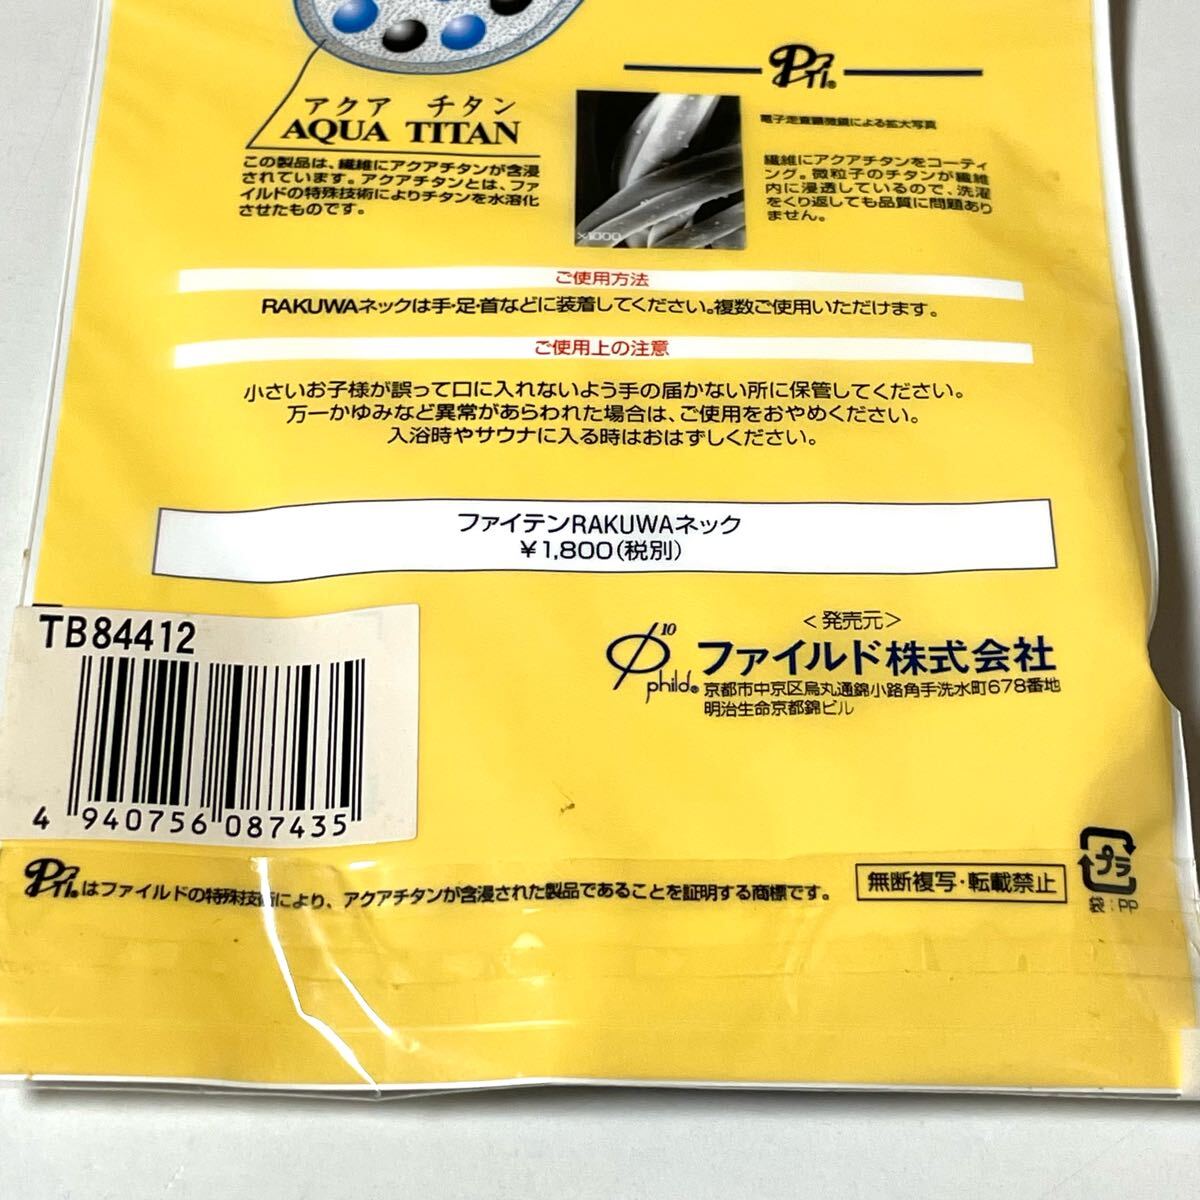 アクア チタン
AQUA TITAN
この製品は、繊維にアクアチタンが含浸
されています。アクアチタンとは、ファ
イルドの特殊技術によりチタンを水溶化
させたものです。
PTi®
電子走査顕微鏡による拡大写真
×1000
繊維にアクアチタンをコーティ
ング。微粒子のチタンが繊維
内に浸透しているので、洗濯
をくり返しても品質に問題あり
ません。
ご使用方法
RAKUWAネックは手・足・首などに装着してください。複数ご使用いただけます。
ご使用上の注意
小さいお子様が誤って口に入れないよう手の届かない所に保管してください。
万一かゆみなど異常があらわれた場合は、ご使用をおやめください。
入浴時やサウナに入る時はおはずしください。
ファイテンRAKUWAネック
¥1,800(税別)
TB84412
4 940756 087435
<発売元>
φ10 phild® ファイルド株式会社
京都市中京区烏丸通錦小路角手洗水町678番地
明治生命京都錦ビル
PTi®はファイルドの特殊技術により、アクアチタンが含浸された製品であることを証明する商標です。
無断複写・転載禁止
プラ
袋:PP